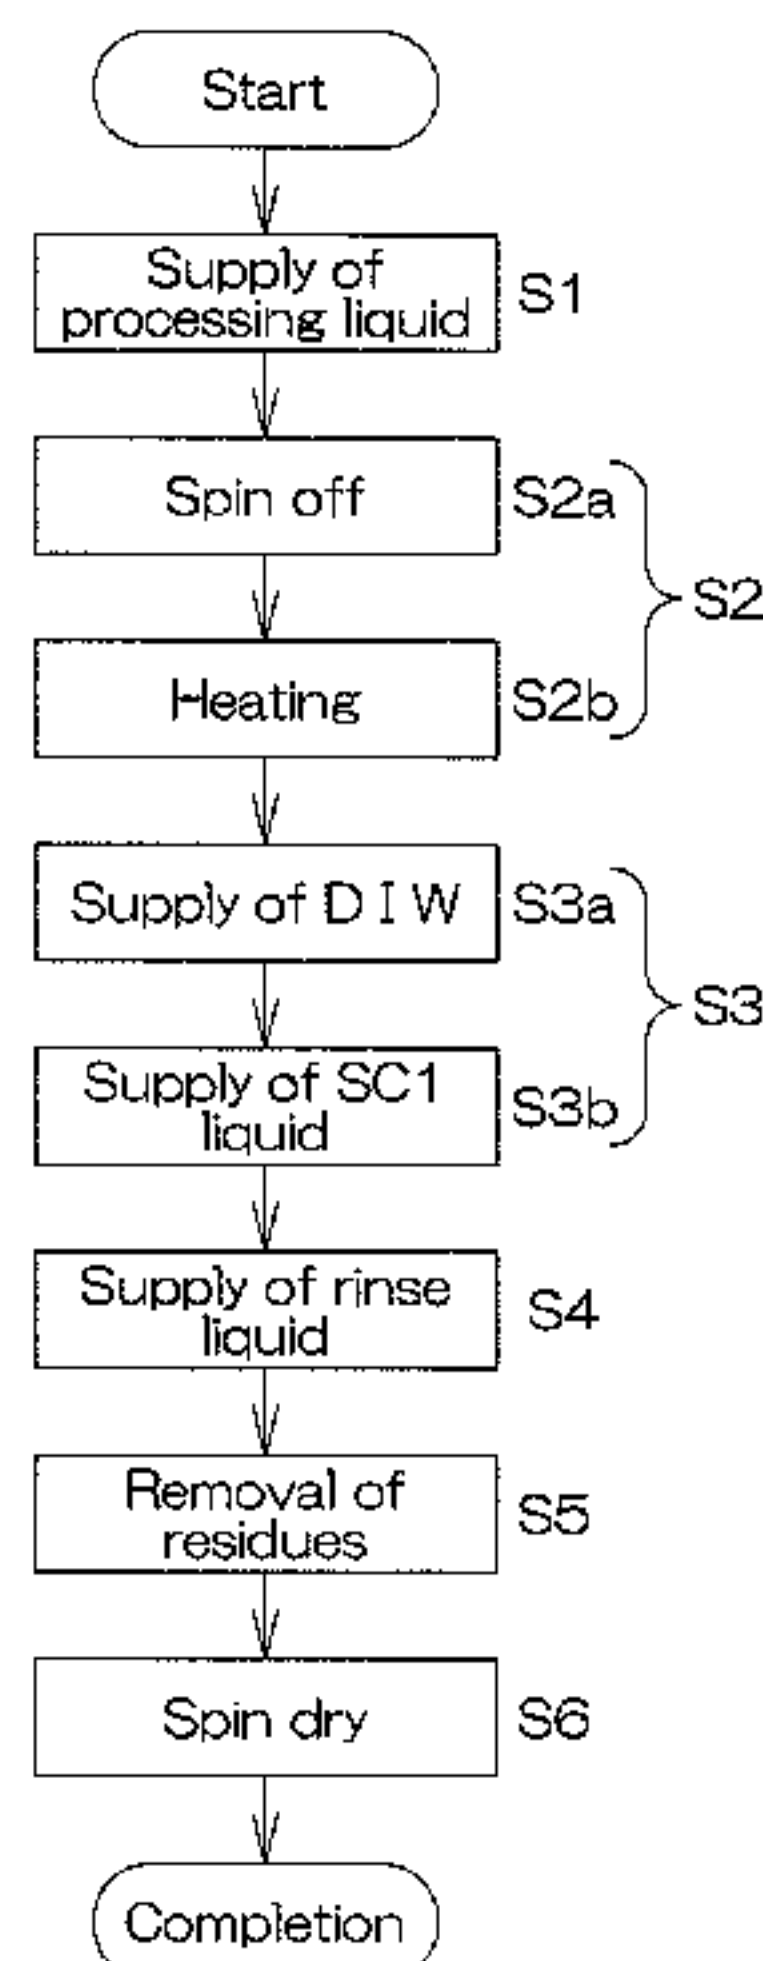 Start
Supply of
processing liquid
S1
Spin off
S2a
S2
Heating
S2b
Supply of D I W
S3a
S3
Supply of SC1
liquid
S3b
Supply of rinse
liquid
S4
Removal of
residues
S5
Spin dry
S6
Completion